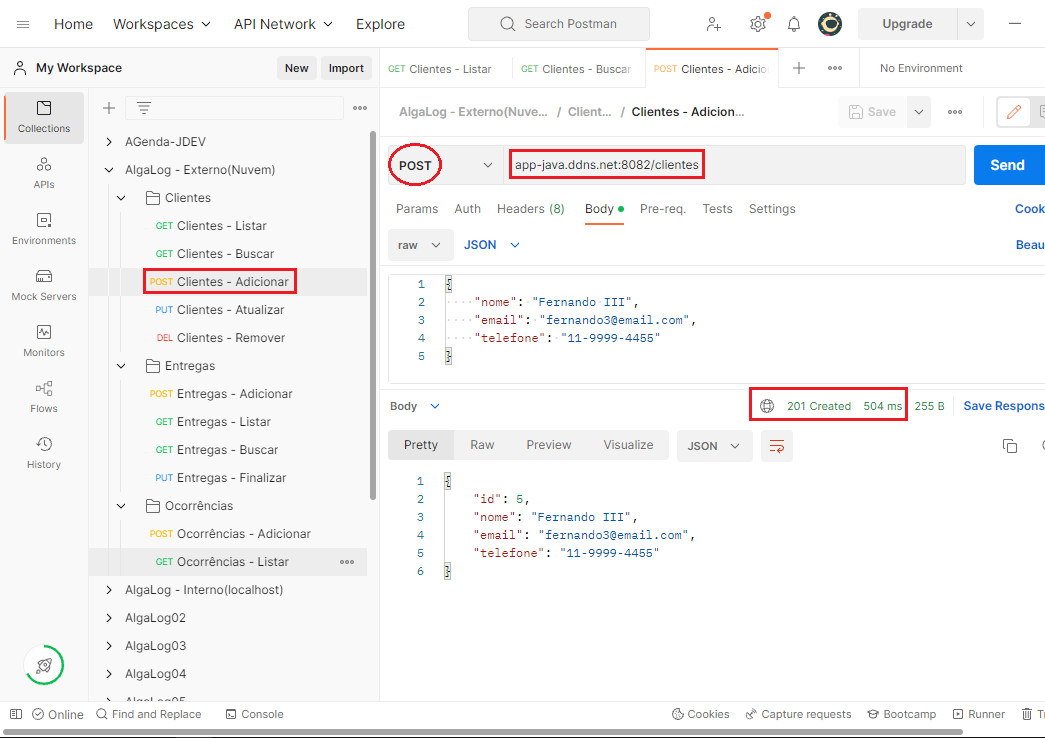 Home Workspaces API Network Explore Search Postman Upgrade
My Workspace New Import
GET Clientes - Listar GET Clientes - Buscar POST Clientes - Adicio No Environment
Collections
APIs
Environments
Mock Servers
Monitors
Flows
History
AGenda-JDEV
AlgaLog - Externo(Nuvem)
Clientes
GET Clientes - Listar
GET Clientes - Buscar
POST Clientes - Adicionar
PUT Clientes - Atualizar
DEL Clientes - Remover
Entregas
POST Entregas - Adicionar
GET Entregas - Listar
GET Entregas - Buscar
PUT Entregas - Finalizar
Ocorrências
POST Ocorrências - Adicionar
GET Ocorrências - Listar
AlgaLog - Interno(localhost)
AlgaLog02
AlgaLog03
AlgaLog04
AlgaLog05
AlgaLog - Externo(Nuve... / Client... / Clientes - Adicion... Save
POST app-java.ddns.net:8082/clientes Send
Params Auth Headers (8) Body Pre-req. Tests Settings Cook
raw JSON Beau
1 {
2 "nome": "Fernando III",
3 "email": "fernando3@email.com",
4 "telefone": "11-9999-4455"
5 }
Body 201 Created 504 ms 255 B Save Respons
Pretty Raw Preview Visualize JSON
1 {
2 "id": 5,
3 "nome": "Fernando III",
4 "email": "fernando3@email.com",
5 "telefone": "11-9999-4455"
6 }
Online Find and Replace Console Cookies Capture requests Bootcamp Runner Tr